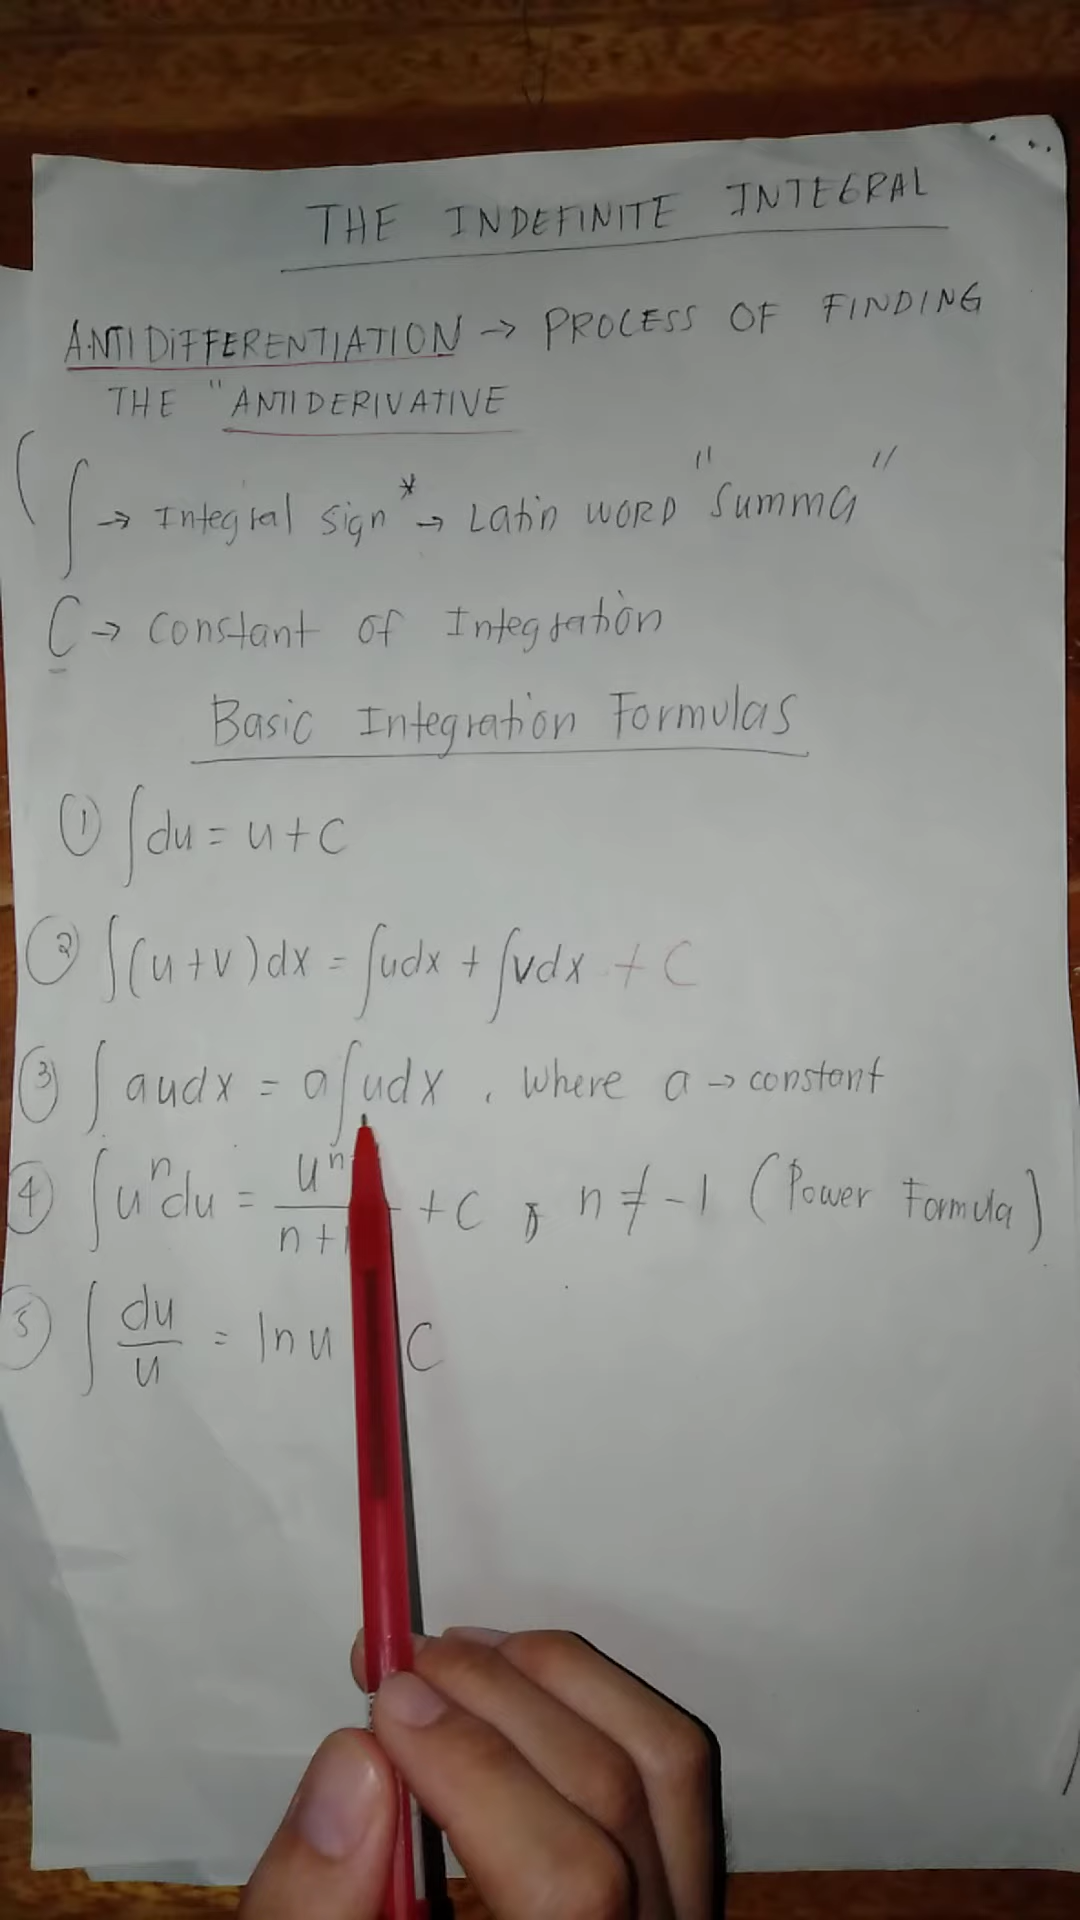 THE INDEFINITE INTEGRAL
ANTIDIFFERENTIATION → PROCESS OF FINDING
THE "ANTIDERIVATIVE
∫ → Integral sign * → Latin WORD "Summa"
C → constant of Integration
Basic Integration Formulas
① ∫du = u + C
② ∫(u+v)dx = ∫udx + ∫vdx + C
③ ∫audx = a∫udx , where a → constant
④ ∫uⁿdu = uⁿ / n+1 + C , n ≠ -1 (Power Formula)
⑤ ∫du/u = ln u C